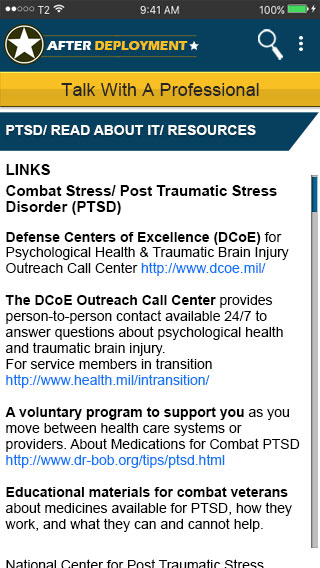 T2 9:41 AM 100%
AFTER DEPLOYMENT
Talk With A Professional
PTSD/ READ ABOUT IT/ RESOURCES
LINKS
Combat Stress/ Post Traumatic Stress
Disorder (PTSD)
Defense Centers of Excellence (DCoE) for
Psychological Health & Traumatic Brain Injury
Outreach Call Center http://www.dcoe.mil/
The DCoE Outreach Call Center provides
person-to-person contact available 24/7 to
answer questions about psychological health
and traumatic brain injury.
For service members in transition
http://www.health.mil/intransition/
A voluntary program to support you as you
move between health care systems or
providers. About Medications for Combat PTSD
http://www.dr-bob.org/tips/ptsd.html
Educational materials for combat veterans
about medicines available for PTSD, how they
work, and what they can and cannot help.
National Center for Post Traumatic Stress